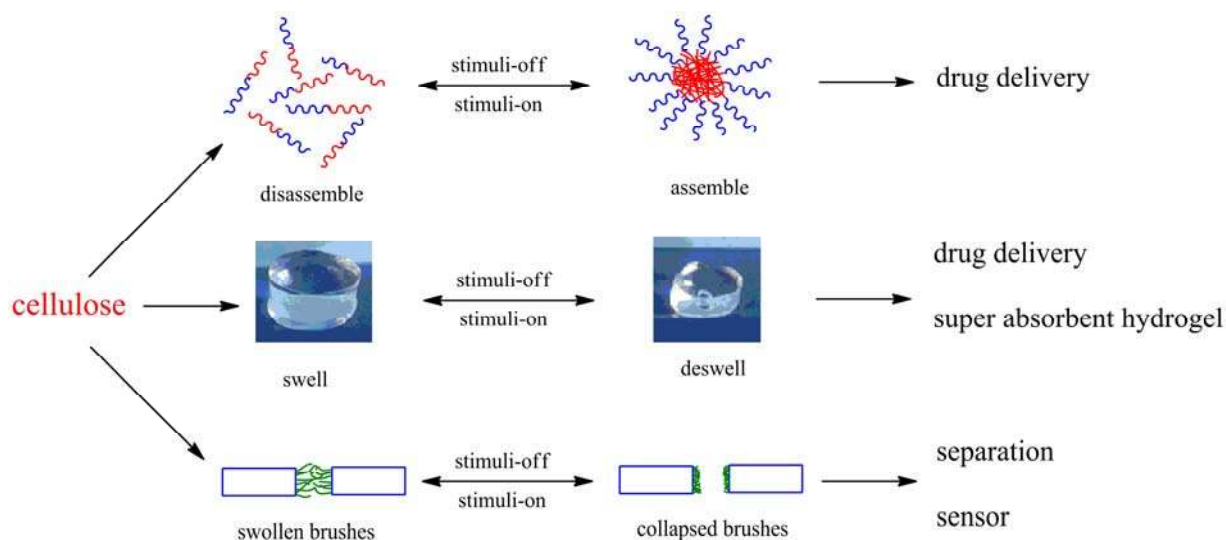 stimuli-off
stimuli-on
drug delivery
disassemble
assemble
cellulose
stimuli-off
stimuli-on
drug delivery
super absorbent hydrogel
swell
deswell
stimuli-off
stimuli-on
separation
sensor
swollen brushes
collapsed brushes